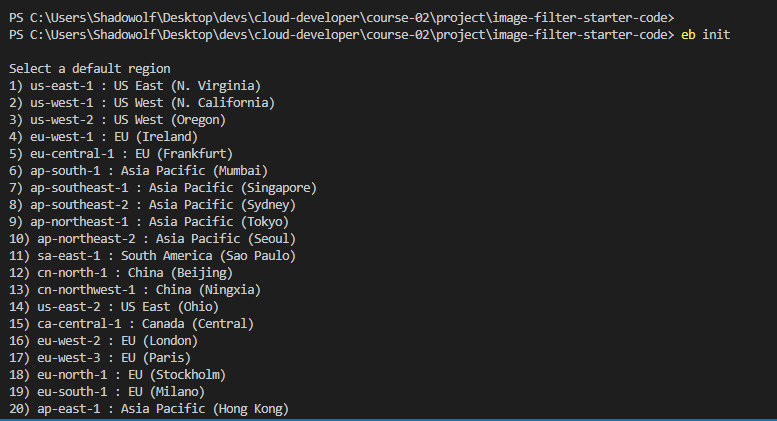 PS C:\Users\Shadowolf\Desktop\devs\cloud-developer\course-02\project\image-filter-starter-code>
PS C:\Users\Shadowolf\Desktop\devs\cloud-developer\course-02\project\image-filter-starter-code> eb init
Select a default region
1) us-east-1 : US East (N. Virginia)
2) us-west-1 : US West (N. California)
3) us-west-2 : US West (Oregon)
4) eu-west-1 : EU (Ireland)
5) eu-central-1 : EU (Frankfurt)
6) ap-south-1 : Asia Pacific (Mumbai)
7) ap-southeast-1 : Asia Pacific (Singapore)
8) ap-southeast-2 : Asia Pacific (Sydney)
9) ap-northeast-1 : Asia Pacific (Tokyo)
10) ap-northeast-2 : Asia Pacific (Seoul)
11) sa-east-1 : South America (Sao Paulo)
12) cn-north-1 : China (Beijing)
13) cn-northwest-1 : China (Ningxia)
14) us-east-2 : US East (Ohio)
15) ca-central-1 : Canada (Central)
16) eu-west-2 : EU (London)
17) eu-west-3 : EU (Paris)
18) eu-north-1 : EU (Stockholm)
19) eu-south-1 : EU (Milano)
20) ap-east-1 : Asia Pacific (Hong Kong)